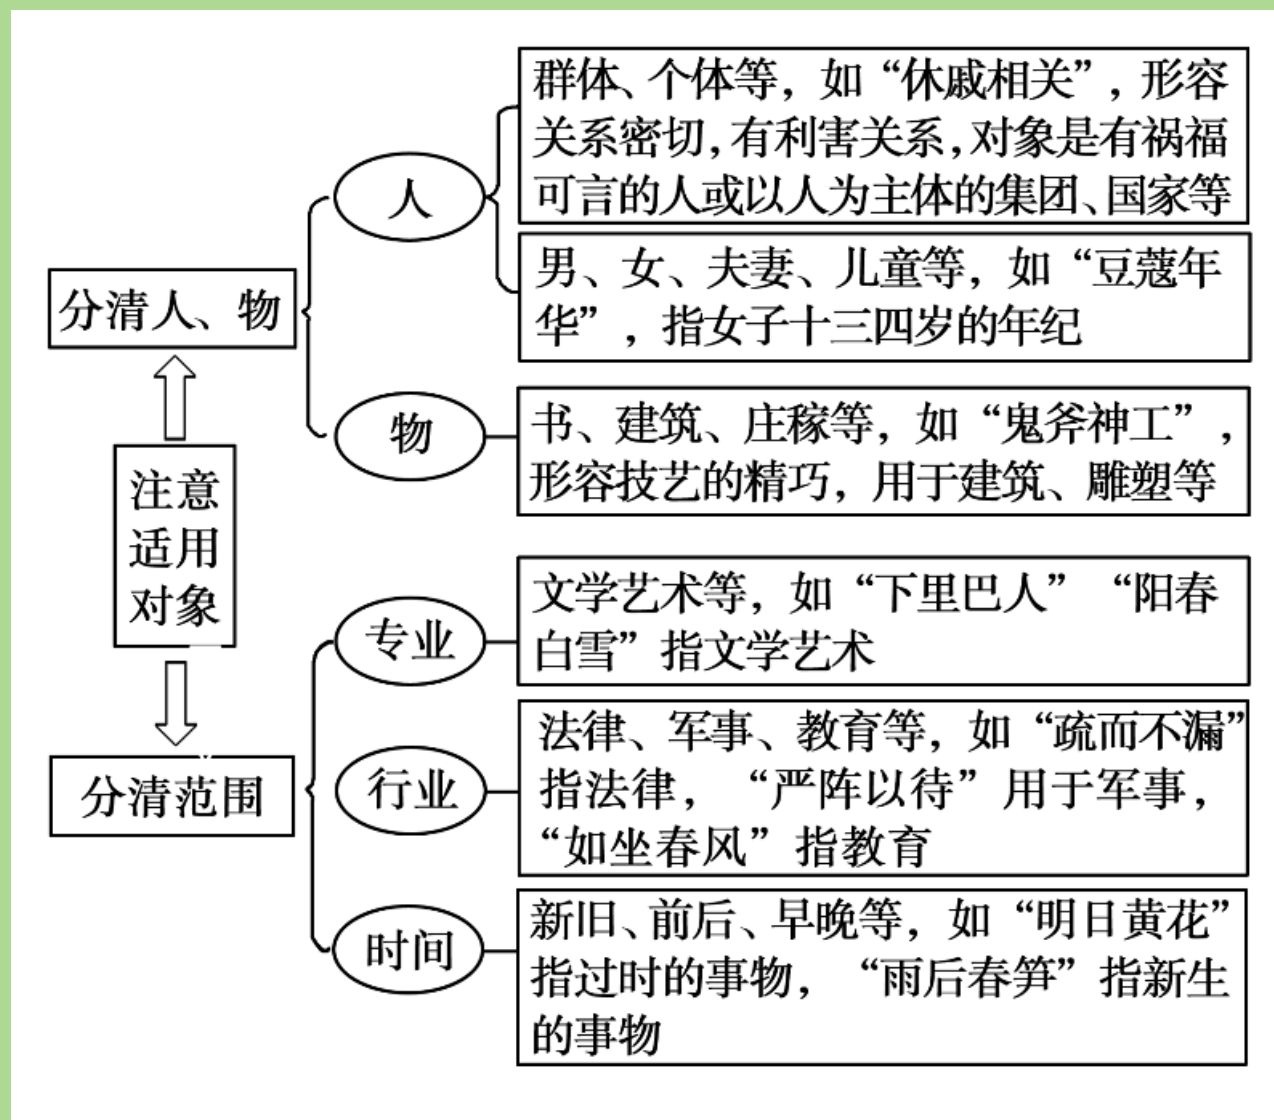 注意
适用
对象
分清人、物
人
群体、个体等，如“休戚相关”，形容
关系密切，有利害关系，对象是有祸福
可言的人或以人为主体的集团、国家等
男、女、夫妻、儿童等，如“豆蔻年
华”，指女子十三四岁的年纪
物
书、建筑、庄稼等，如“鬼斧神工”，
形容技艺的精巧，用于建筑、雕塑等
分清范围
专业
文学艺术等，如“下里巴人”“阳春
白雪”指文学艺术
行业
法律、军事、教育等，如“疏而不漏”
指法律，“严阵以待”用于军事，
“如坐春风”指教育
时间
新旧、前后、早晚等，如“明日黄花”
指过时的事物，“雨后春笋”指新生
的事物